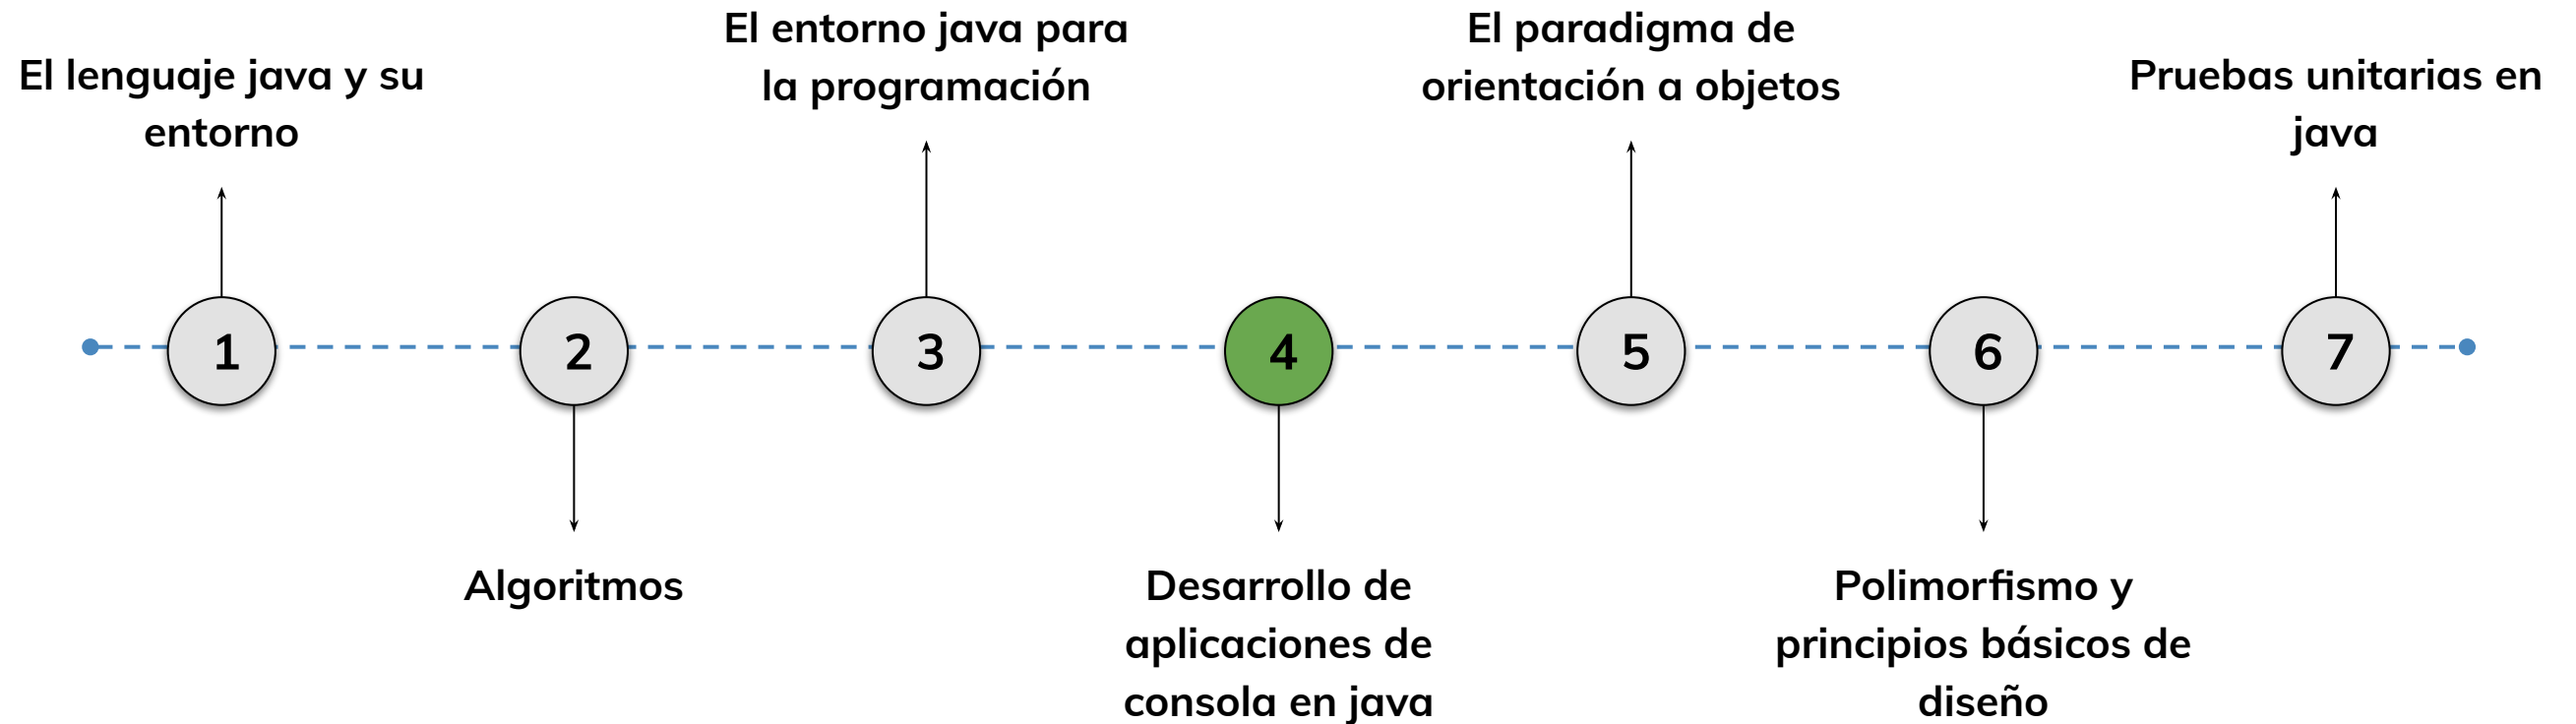 El lenguaje java y su
entorno
El entorno java para
la programación
El paradigma de
orientación a objetos
Pruebas unitarias en
java
1
2
3
4
5
6
7
Algoritmos
Desarrollo de
aplicaciones de
consola en java
Polimorfismo y
principios básicos de
diseño